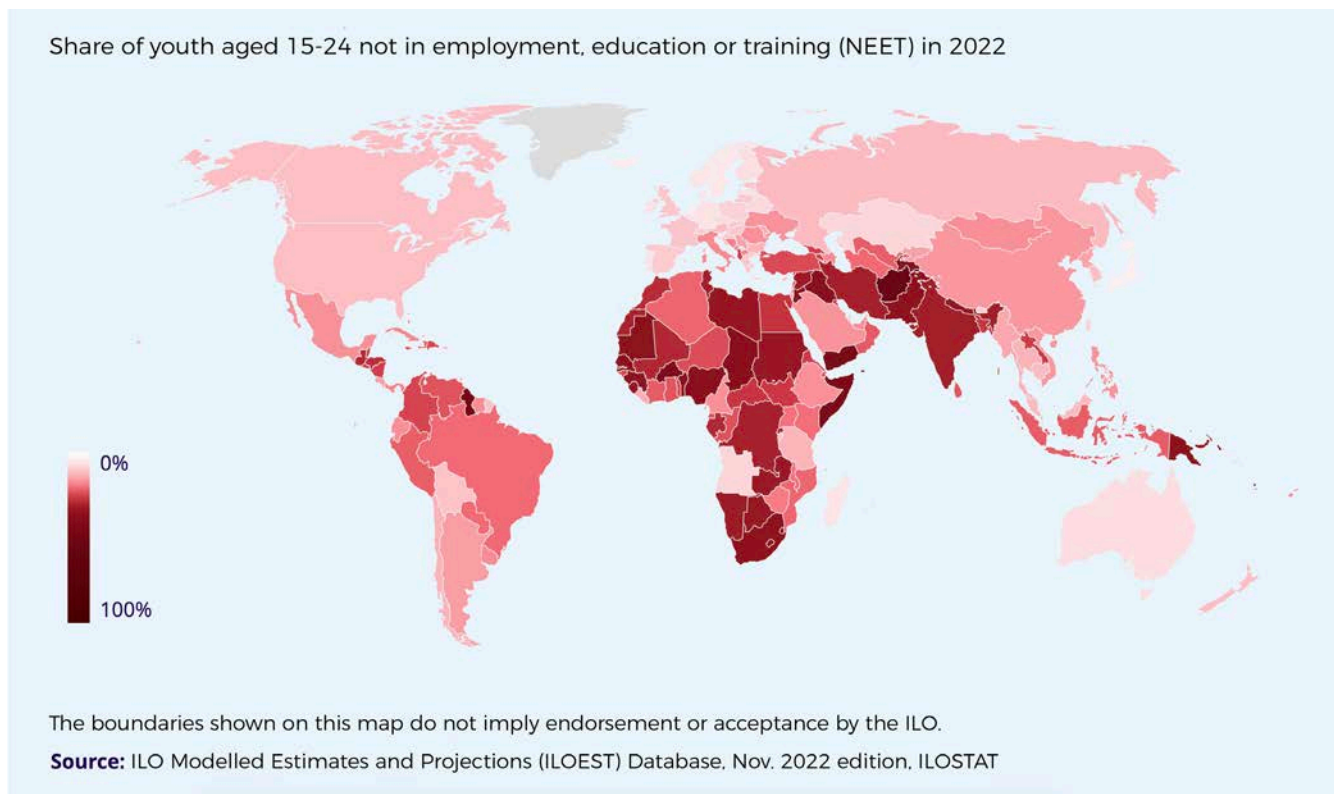 Share of youth aged 15-24 not in employment, education or training (NEET) in 2022
0%
100%
The boundaries shown on this map do not imply endorsement or acceptance by the ILO.
Source: ILO Modelled Estimates and Projections (ILOEST) Database, Nov. 2022 edition, ILOSTAT